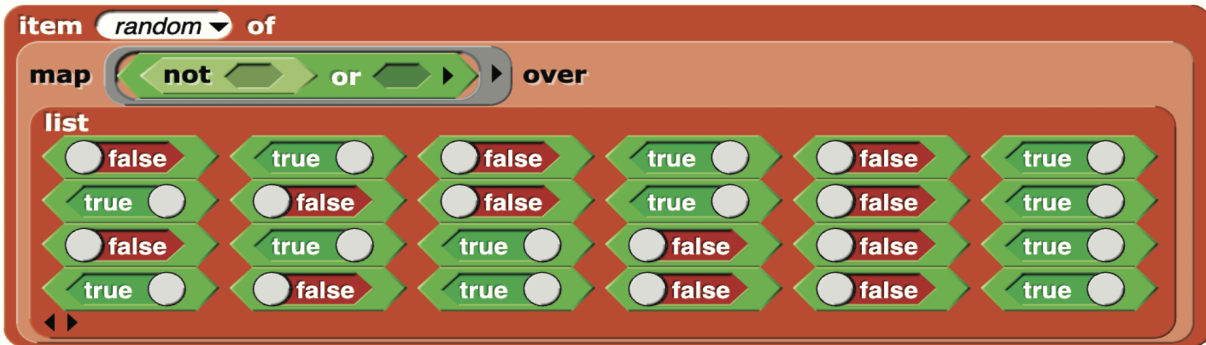 item random of
map not or over
list
false true false true false true
true false false true false true
false true true false false true
true false true false false true